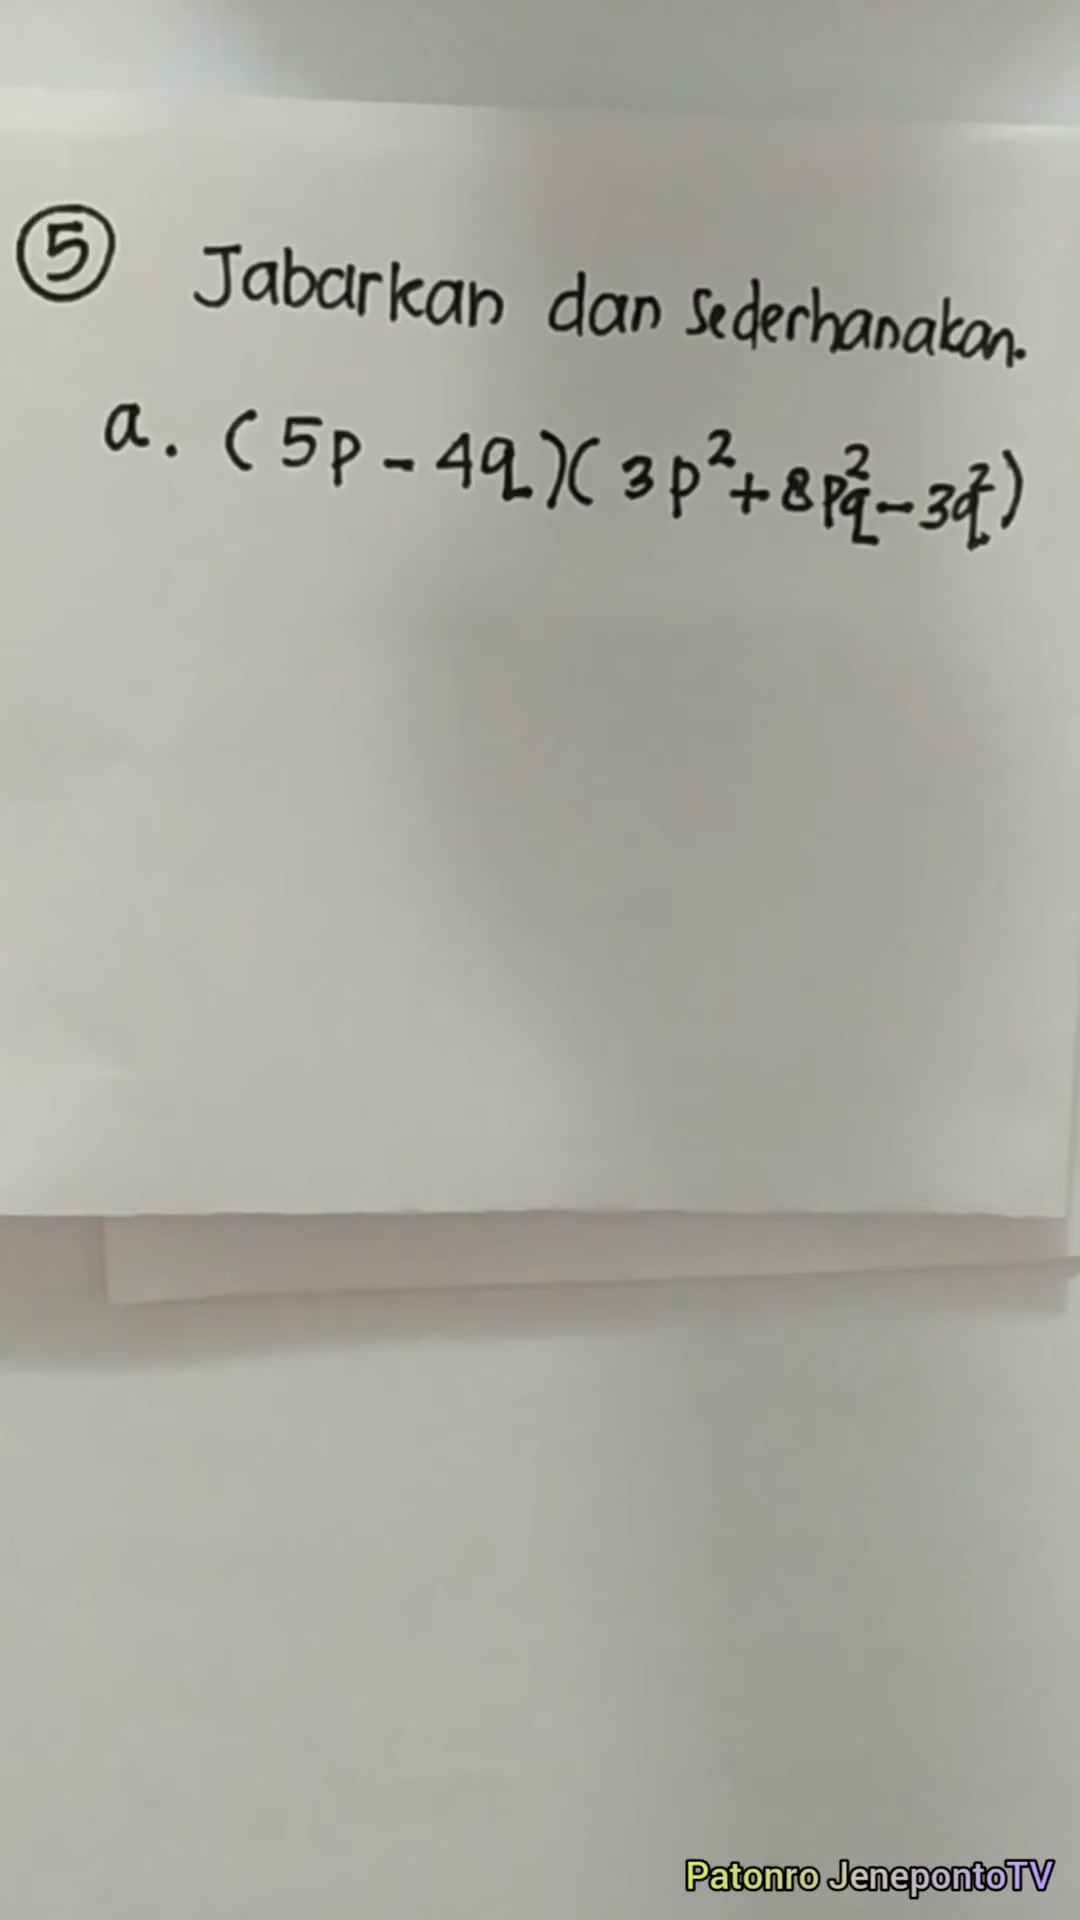 5 Jabarkan dan sederhanakan.
a. (5p - 4q)(3p² + 8pq² - 3q²)
Patonro JenepontoTV